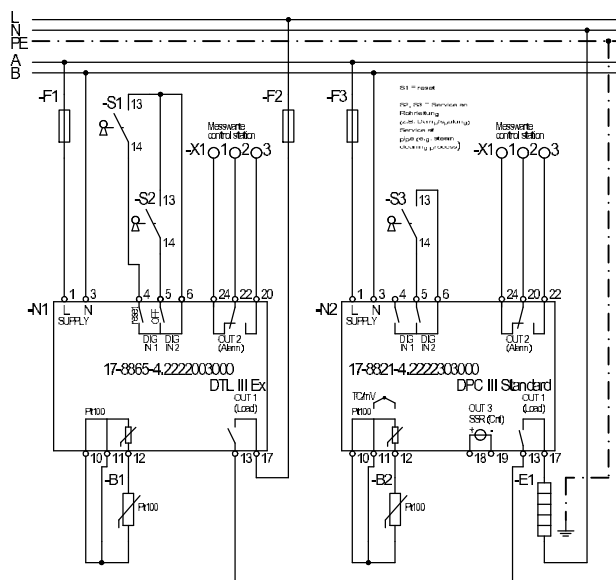 L
N
PE
A
B
-F1
-S1
13
14
-F2
-F3
S1 = reset
S2, S3 = Service an
Rohrleitung
(z.B. Dampfspülung)
Service at
pipe (e.g. steam
cleaning process)
Messwarte
control station
-X1 1 2 3
Messwarte
control station
-X1 1 2 3
-S2
13
14
-S3
13
14
-N1
1 3 4 5 6 24 22 20
L N
SUPPLY
reset
OFF
DIG
IN 1
DIG
IN 2
OUT 2
(Alarm)
17-8865-4.2222003000
DTL III Ex
Pt100
OUT 1
(Load)
10 11 12 13 17
-B1
Pt100
-N2
1 3 4 5 6 24 20 22
L N
SUPPLY
DIG
IN 1
DIG
IN 2
OUT 2
(Alarm)
17-8821-4.2222303000
DPC III Standard
TC/mV
Pt100
OUT 3
SSR (Cnt)
+ -
OUT 1
(Load)
10 11 12 18 19 13 17
-B2
Pt100
-E1